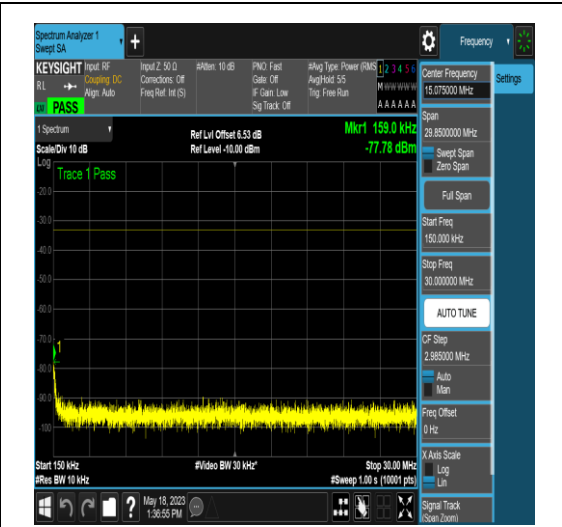 Spectrum Analyzer 1
Swept SA
+
Frequency
KEYSIGHT
RL
Input: RF
Coupling: DC
Align: Auto
Input Z: 50 Ω
Corrections: Off
Freq Ref: Int (S)
#Atten: 10 dB
PNO: Fast
Gate: Off
IF Gain: Low
Sig Track: Off
#Avg Type: Power (RMS
Avg|Hold: 5/5
Trig: Free Run
1 2 3 4 5 6
M W W W W W
A A A A A A
PASS
1 Spectrum
Scale/Div 10 dB
Ref Lvl Offset 6.53 dB
Ref Level -10.00 dBm
Mkr1 159.0 kHz
-77.78 dBm
Log
Trace 1 Pass
-20.0
-30.0
-40.0
-50.0
-60.0
-70.0
-80.0
-90.0
-100
1
Start 150 kHz
#Res BW 10 kHz
#Video BW 30 kHz*
Stop 30.00 MHz
#Sweep 1.00 s (10001 pts)
?
May 18, 2023
1:36:55 PM
Center Frequency
15.075000 MHz
Settings
Span
29.8500000 MHz
Swept Span
Zero Span
Full Span
Start Freq
150.000 kHz
Stop Freq
30.000000 MHz
AUTO TUNE
CF Step
2.985000 MHz
Auto
Man
Freq Offset
0 Hz
X Axis Scale
Log
Lin
Signal Track
(Span Zoom)